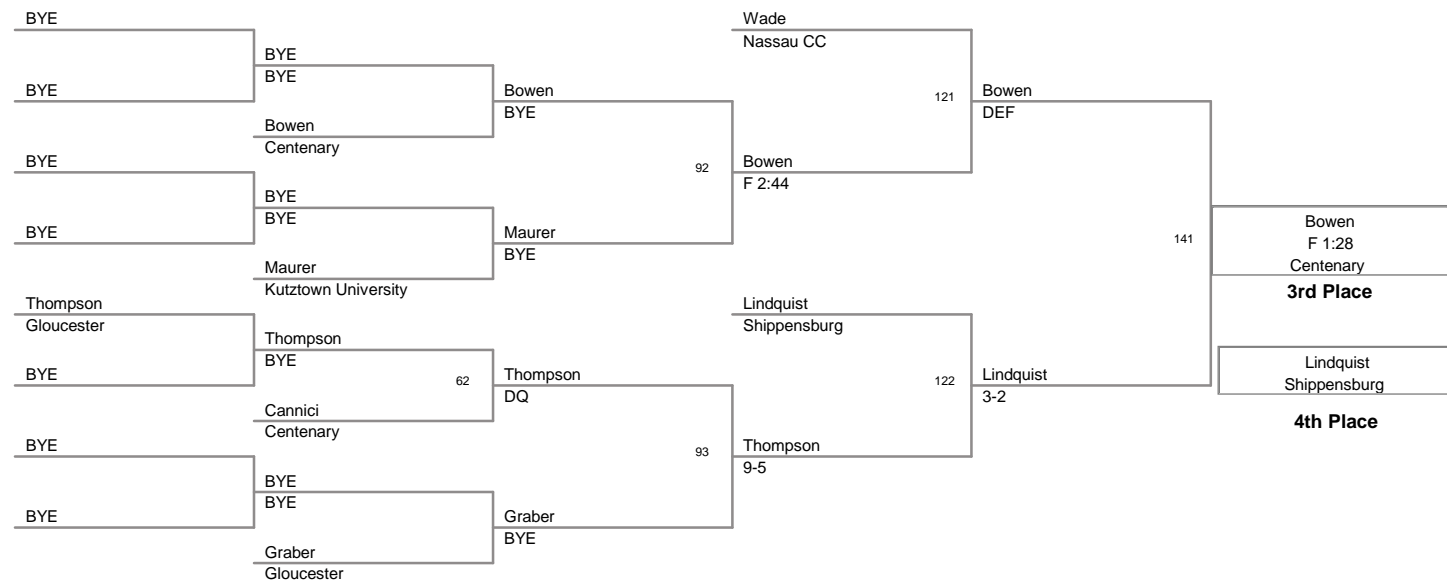 BYE
BYE
BYE
BYE
Thompson
Gloucester
BYE
BYE
BYE
BYE
BYE
Bowen
Centenary
BYE
BYE
Maurer
Kutztown University
Thompson
BYE
62
Cannici
Centenary
BYE
BYE
Graber
Gloucester
Bowen
BYE
92
Maurer
BYE
Thompson
DQ
93
Graber
BYE
Wade
Nassau CC
121
Bowen
F 2:44
Lindquist
Shippensburg
122
Thompson
9-5
Bowen
DEF
141
Lindquist
3-2
Bowen
F 1:28
Centenary
3rd Place
Lindquist
Shippensburg
4th Place